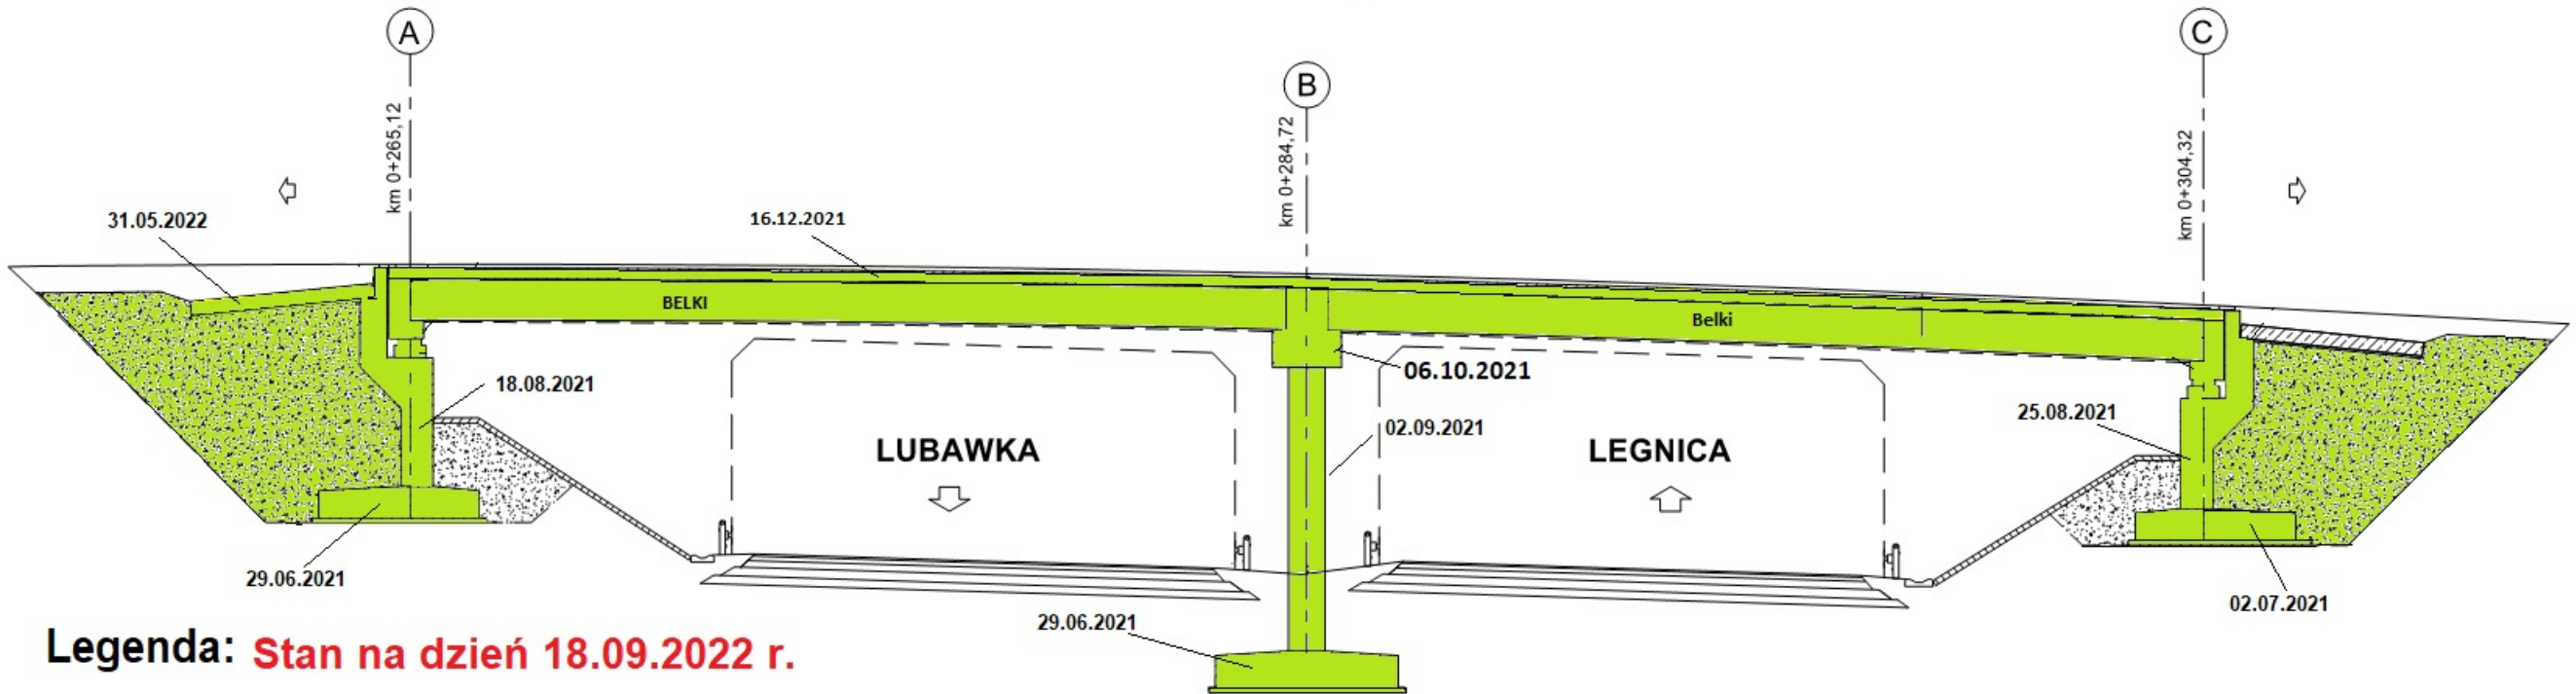 A
B
C
km 0+265,12
km 0+284,72
km 0+304,32
31.05.2022
16.12.2021
BELKI
Belki
06.10.2021
18.08.2021
25.08.2021
02.09.2021
LUBAWKA
LEGNICA
29.06.2021
02.07.2021
29.06.2021
Legenda: Stan na dzień 18.09.2022 r.